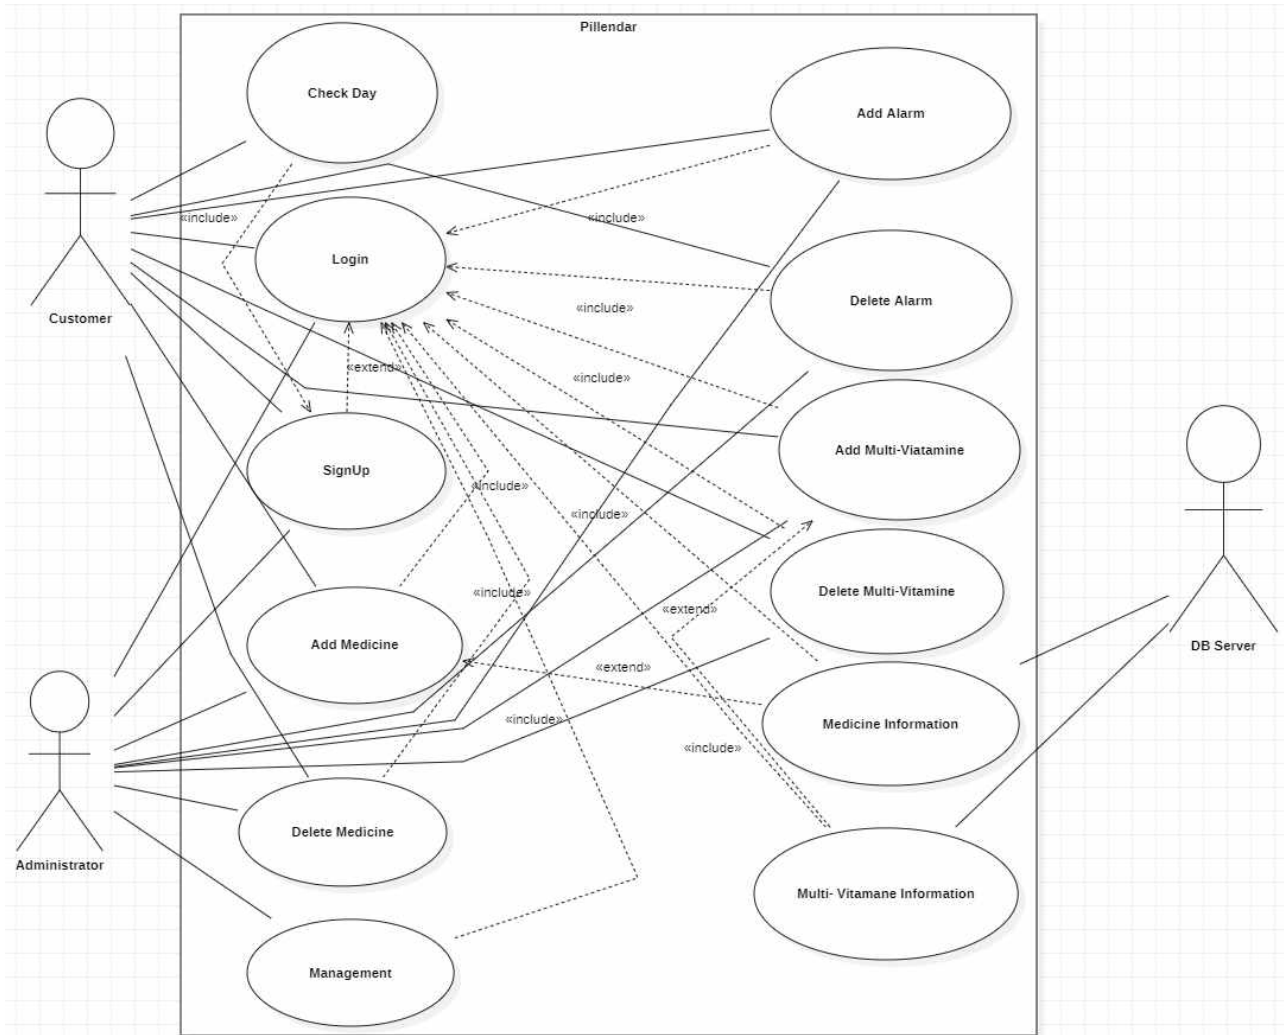 Pillendar
Check Day
Add Alarm
«include»
«include»
Login
Delete Alarm
Customer
«include»
«extend»
«include»
Add Multi-Viatamine
SignUp
«include»
«include»
«include»
Delete Multi-Vitamine
«extend»
Add Medicine
DB Server
«extend»
«include»
Medicine Information
«include»
Delete Medicine
Administrator
Multi- Vitamane Information
Management